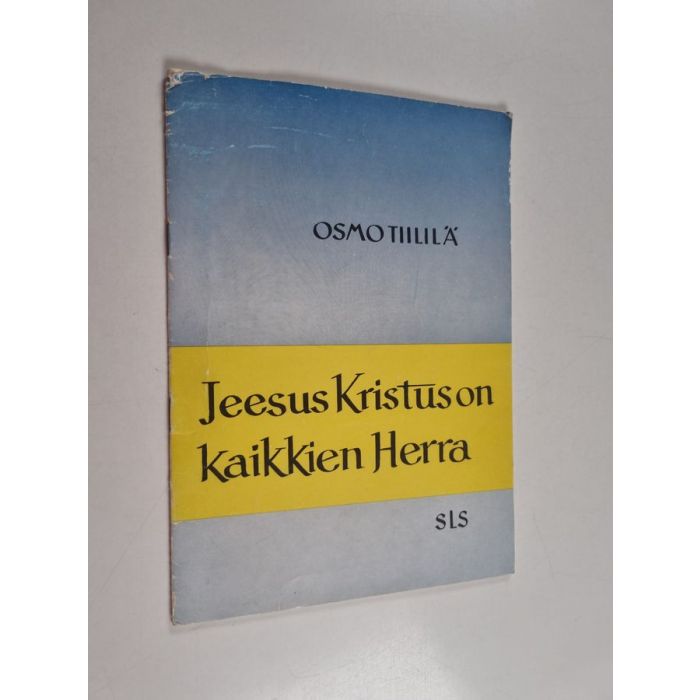 OSMO TIILILÄ
Jeesus Kristus on
kaikkien Herra
SLS